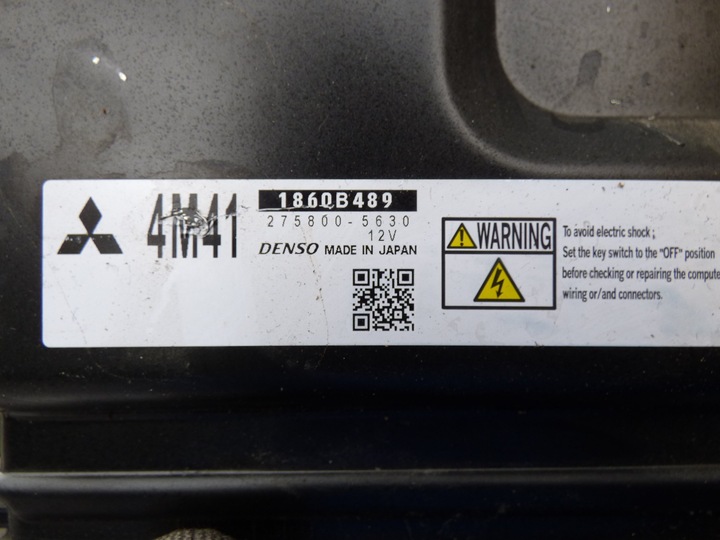 4M41
1860B489
275800-5630
12V
DENSO MADE IN JAPAN
WARNING
To avoid electric shock ;
Set the key switch to the "OFF" position
before checking or repairing the compute
wiring or/and connectors.